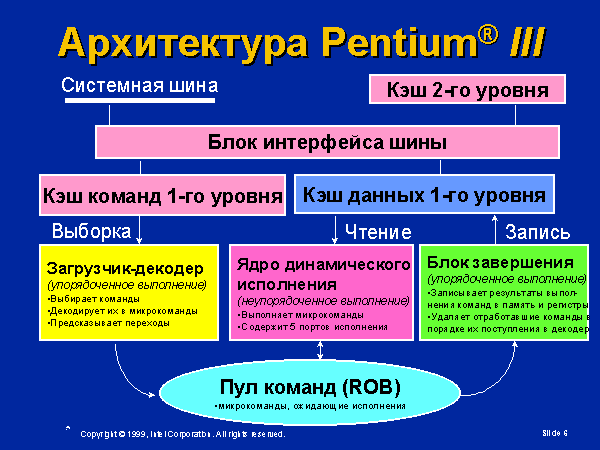 Архитектура Pentium® III
Системная шина
Кэш 2-го уровня
Блок интерфейса шины
Кэш команд 1-го уровня
Кэш данных 1-го уровня
Выборка
Чтение
Запись
Загрузчик-декодер
(упорядоченное выполнение)
•Выбирает команды
•Декодирует их в микрокоманды
•Предсказывает переходы
Ядро динамического
исполнения
(неупорядоченное выполнение)
•Выполняет микрокоманды
•Содержит 5 портов исполнения
Блок завершения
(упорядоченное выполнение)
•Записывает результаты выпол-
нения команд в память и регистры
•Удаляет отработавшие команды в
порядке их поступления в декодер
Пул команд (ROB)
•микрокоманды, ожидающие исполнения
* Copyright © 1999, Intel Corporation. All rights reserved.
Slide 6